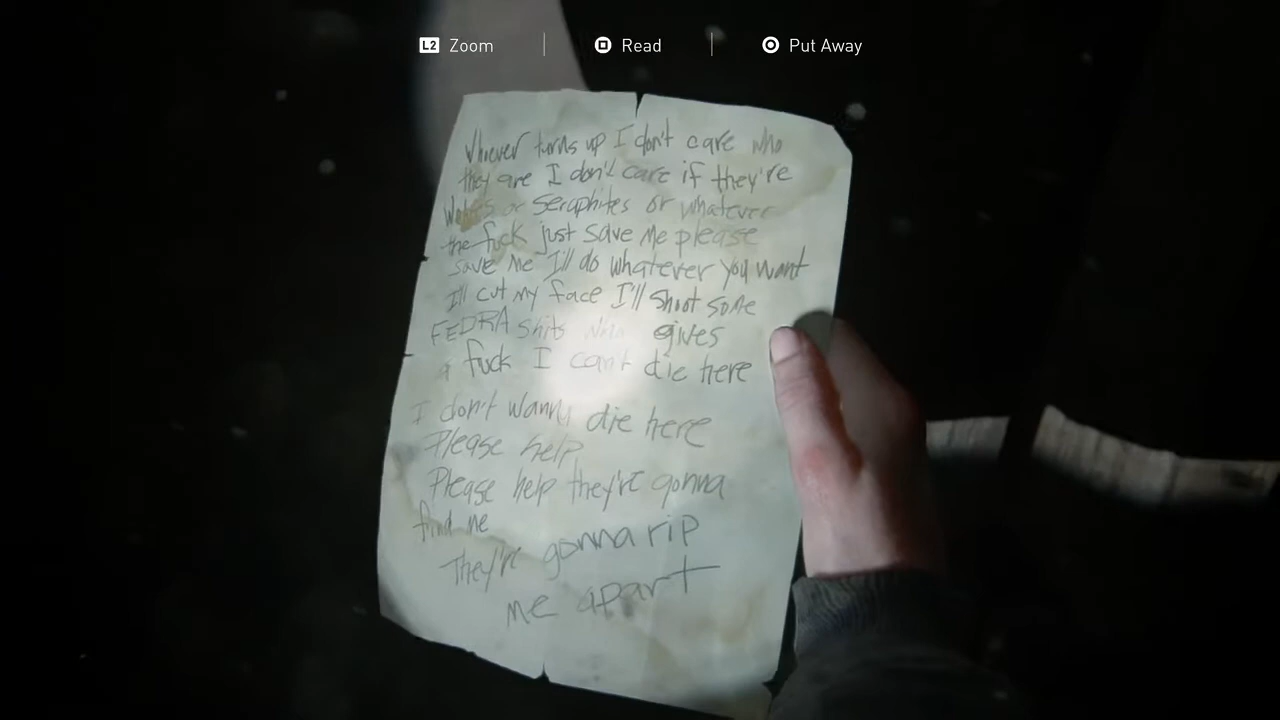 L2 Zoom
Read
Put Away
Whoever turns up I don't care who
they are I don't care if they're
Wolves or Seraphites or whatever
the fuck just save me please
save me I'll do whatever you want
I'll cut my face I'll shoot some
FEDRA shits who gives
a fuck I can't die here
I don't wanna die here
Please help
Please help they're gonna
find me
They're gonna rip
me apart